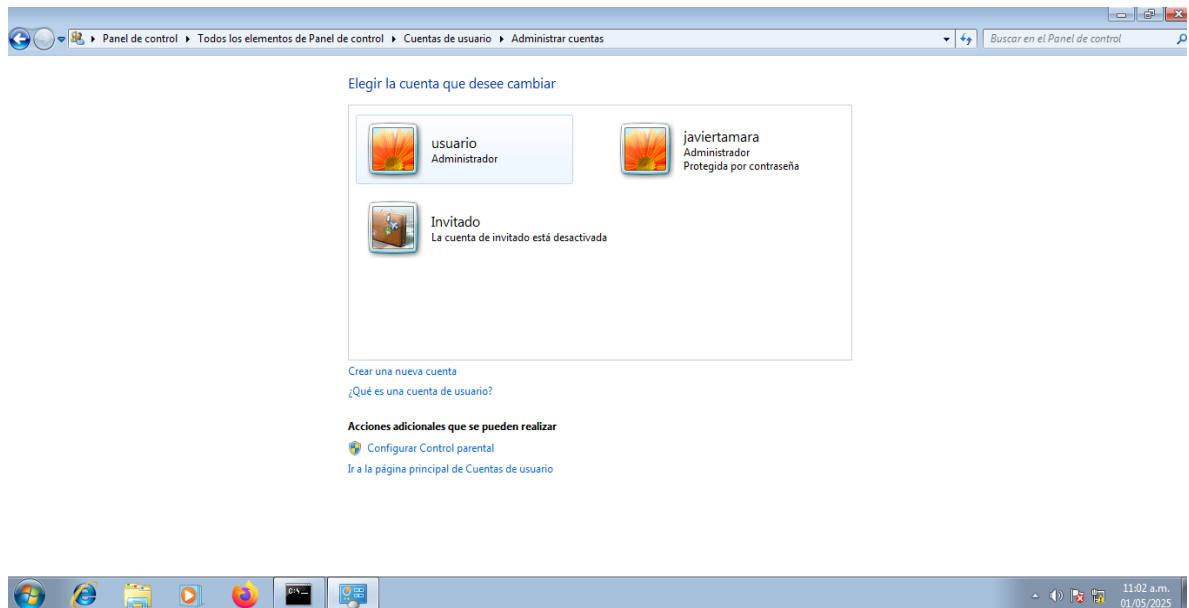 Panel de control ▸ Todos los elementos de Panel de control ▸ Cuentas de usuario ▸ Administrar cuentas
Buscar en el Panel de control
Elegir la cuenta que desee cambiar
usuario
Administrador
javiertamara
Administrador
Protegida por contraseña
Invitado
La cuenta de invitado está desactivada
Crear una nueva cuenta
¿Qué es una cuenta de usuario?
Acciones adicionales que se pueden realizar
Configurar Control parental
Ir a la página principal de Cuentas de usuario
C:\_
11:02 a.m.
01/05/2025